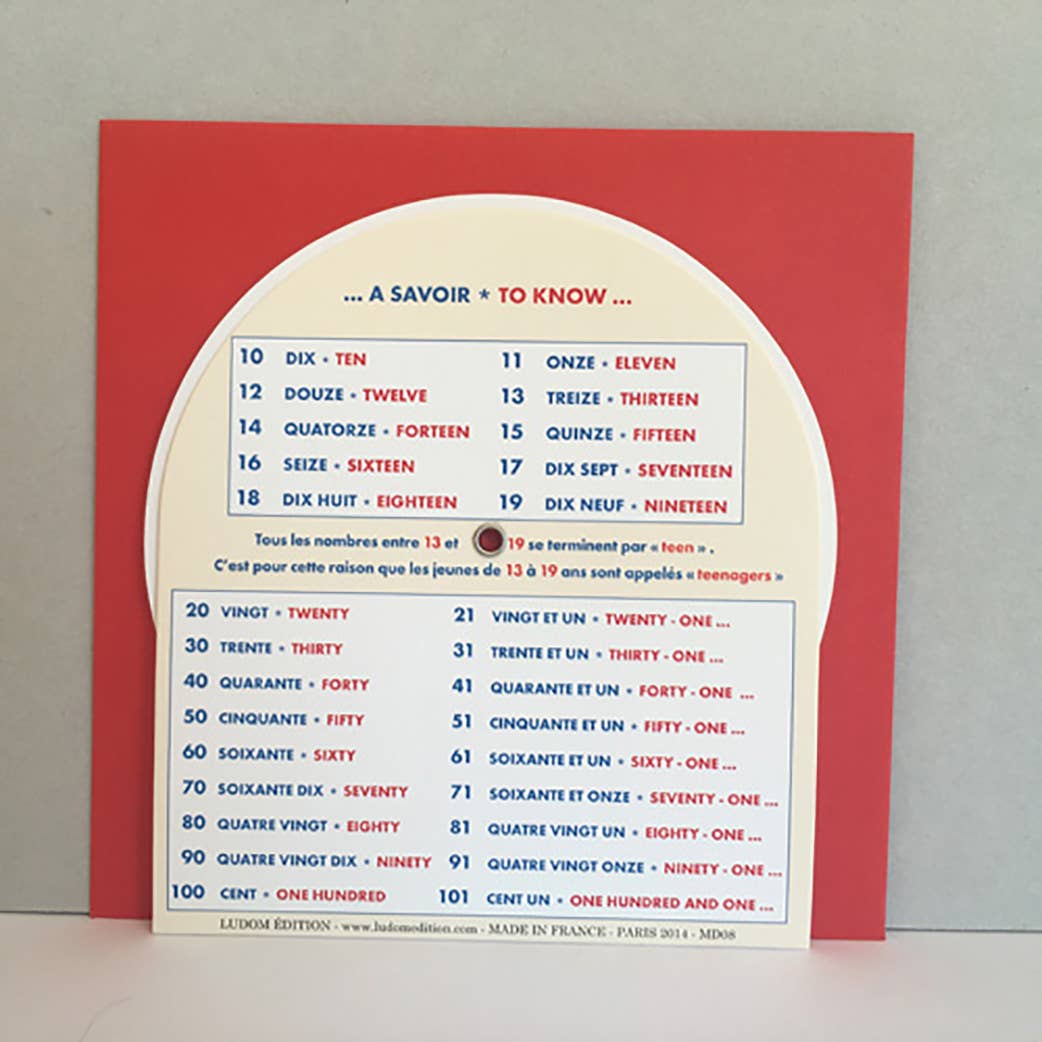 ... A SAVOIR * TO KNOW ...
10 DIX * TEN 11 ONZE * ELEVEN
12 DOUZE * TWELVE 13 TREIZE * THIRTEEN
14 QUATORZE * FORTEEN 15 QUINZE * FIFTEEN
16 SEIZE * SIXTEEN 17 DIX SEPT * SEVENTEEN
18 DIX HUIT * EIGHTEEN 19 DIX NEUF * NINETEEN
Tous les nombres entre 13 et 19 se terminent par « teen » .
C'est pour cette raison que les jeunes de 13 à 19 ans sont appelés « teenagers »
20 VINGT * TWENTY 21 VINGT ET UN * TWENTY - ONE ...
30 TRENTE * THIRTY 31 TRENTE ET UN * THIRTY - ONE ...
40 QUARANTE * FORTY 41 QUARANTE ET UN * FORTY - ONE ...
50 CINQUANTE * FIFTY 51 CINQUANTE ET UN * FIFTY - ONE ...
60 SOIXANTE * SIXTY 61 SOIXANTE ET UN * SIXTY - ONE ...
70 SOIXANTE DIX * SEVENTY 71 SOIXANTE ET ONZE * SEVENTY - ONE ...
80 QUATRE VINGT * EIGHTY 81 QUATRE VINGT UN * EIGHTY - ONE ...
90 QUATRE VINGT DIX * NINETY 91 QUATRE VINGT ONZE * NINETY - ONE ...
100 CENT * ONE HUNDRED 101 CENT UN * ONE HUNDRED AND ONE ...
LUDOM ÉDITION - www.ludomedition.com - MADE IN FRANCE - PARIS 2014 - MD08